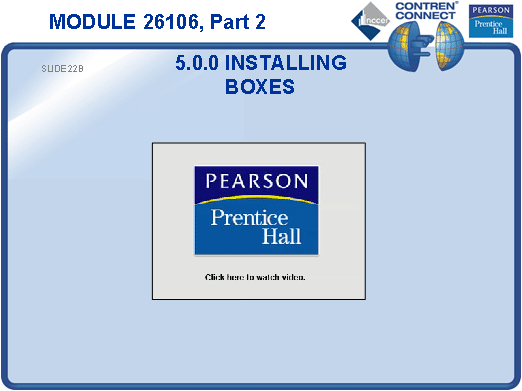 MODULE 26106, Part 2
nccer
CONTREN®
CONNECT
PEARSON
Prentice
Hall
SLIDE 22B
5.0.0 INSTALLING
BOXES
PEARSON
Prentice
Hall
Click here to watch video.